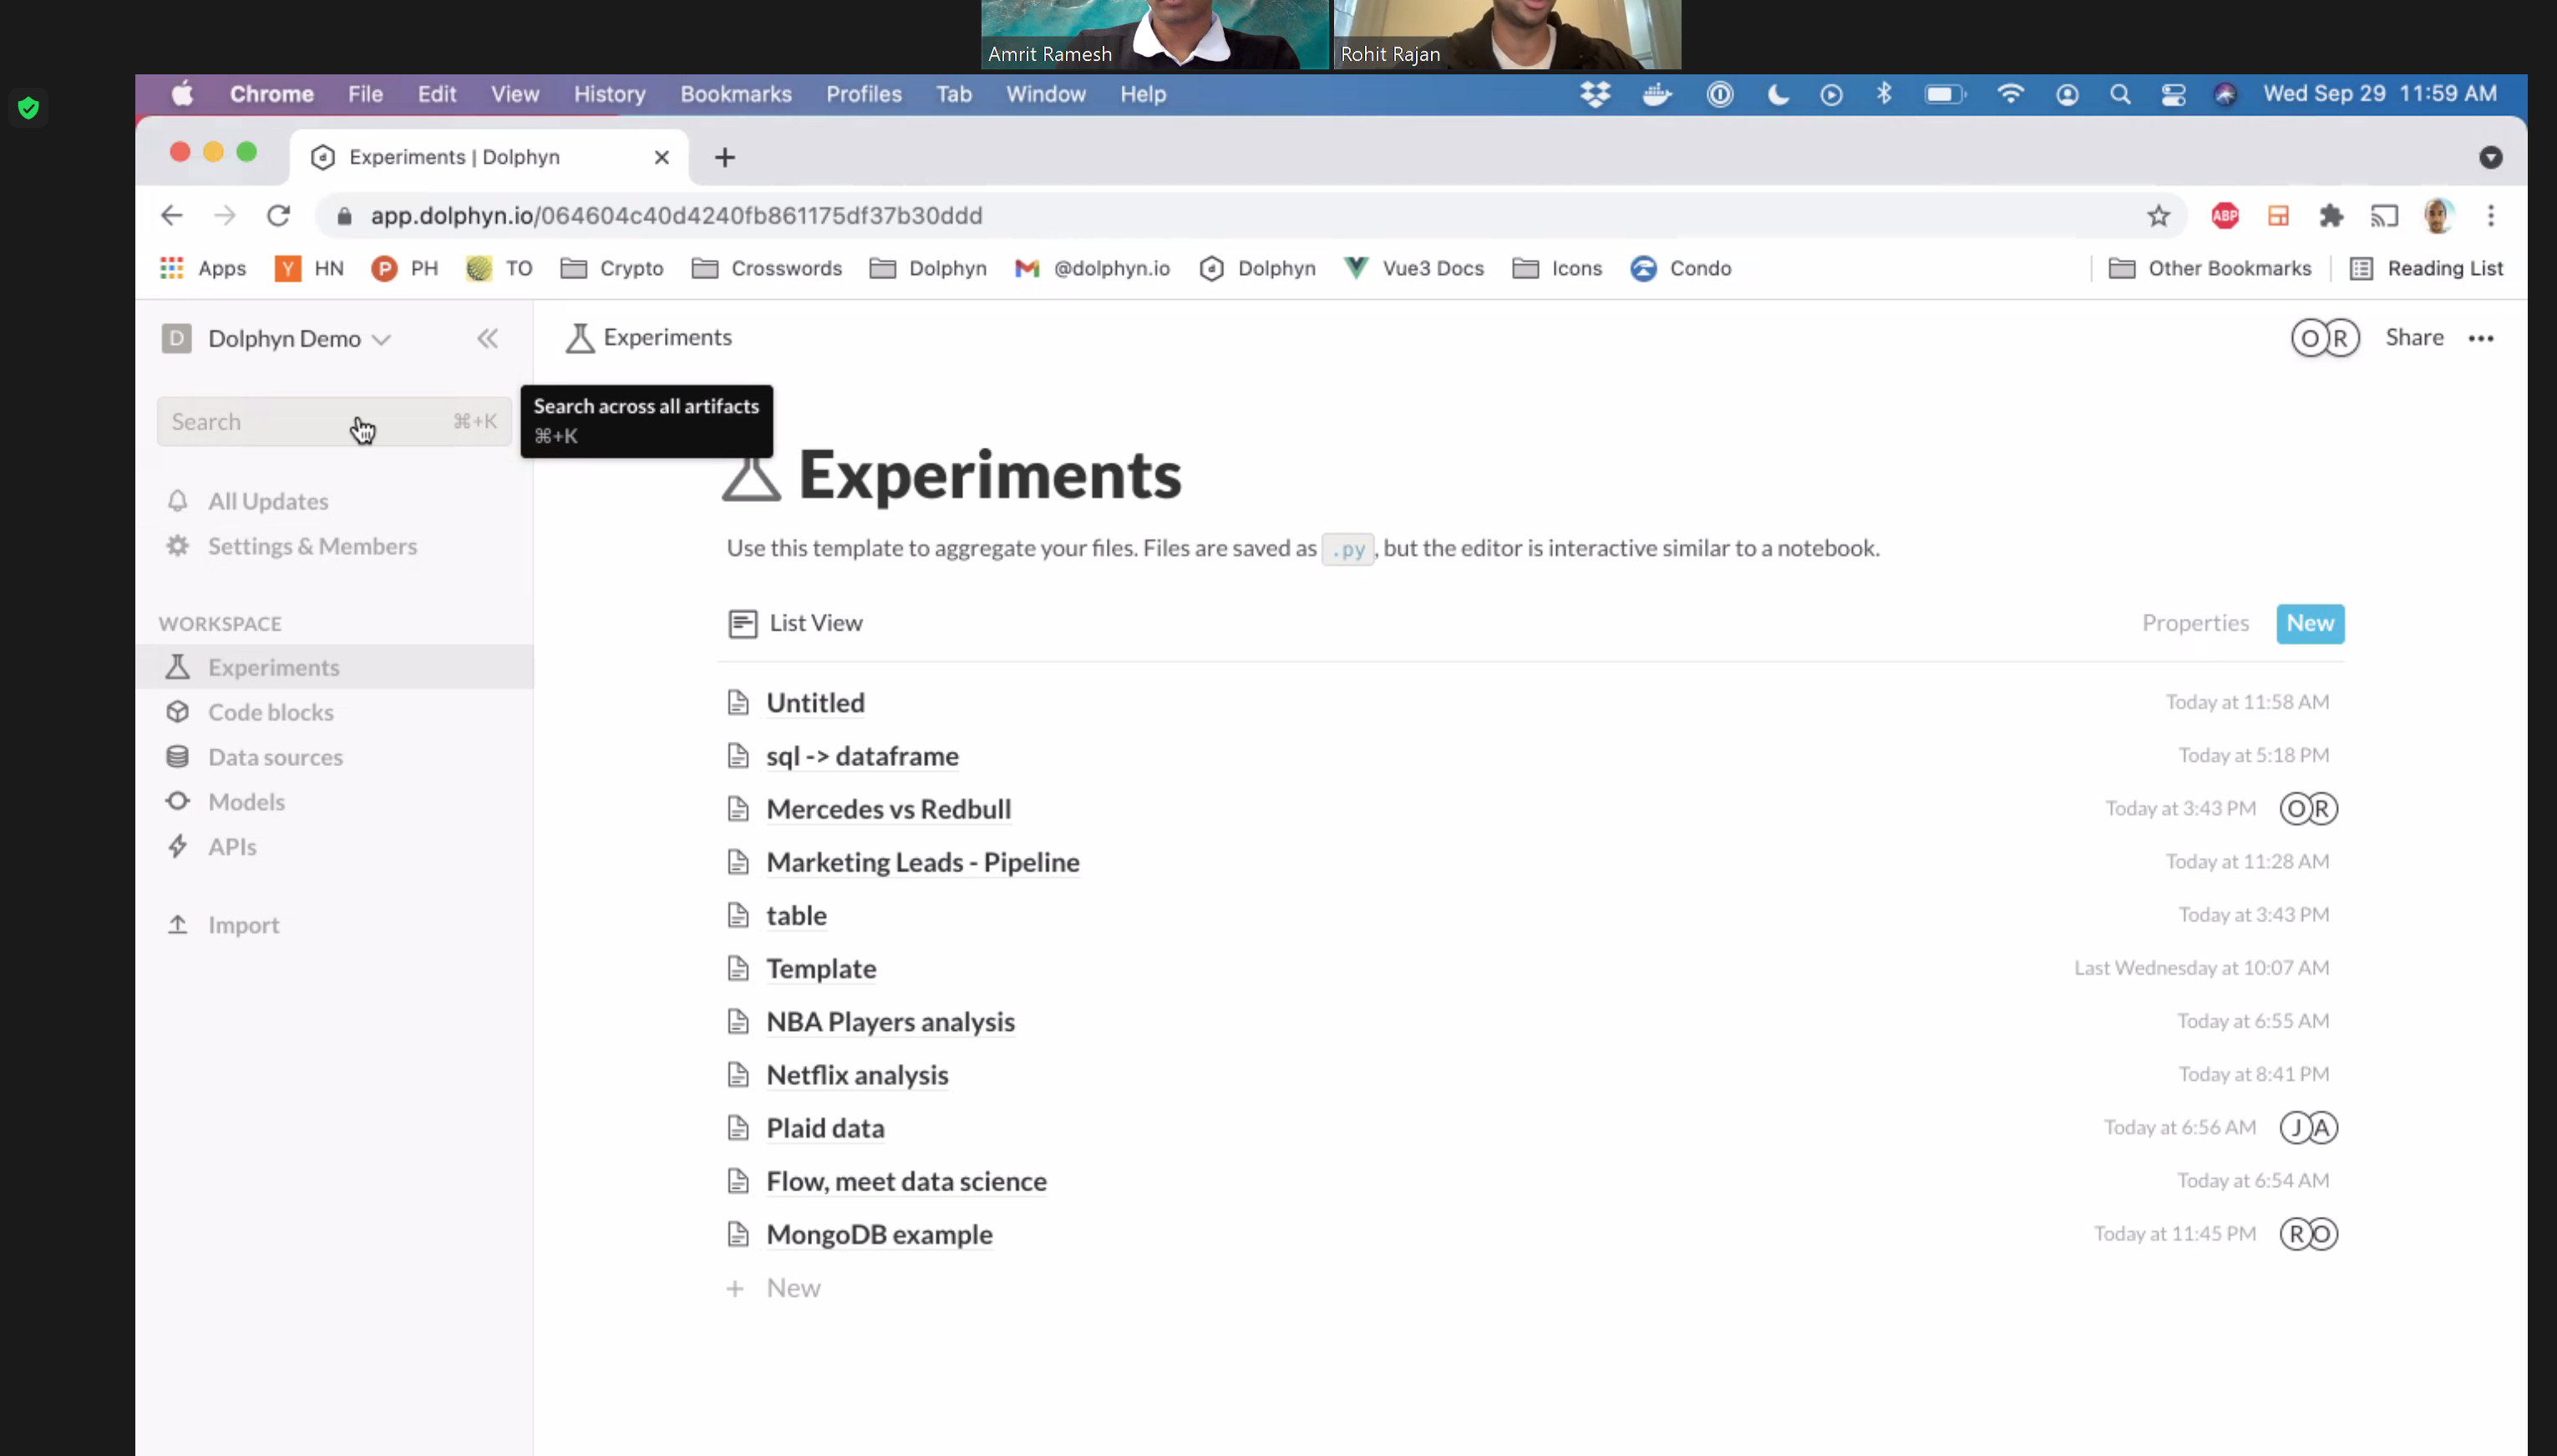 Amrit Ramesh
Rohit Rajan
Chrome File Edit View History Bookmarks Profiles Tab Window Help Wed Sep 29 11:59 AM
Experiments | Dolphyn
app.dolphyn.io/064604c40d4240fb861175df37b30ddd
ABP
Apps Y HN P PH TO Crypto Crosswords Dolphyn @dolphyn.io Dolphyn Vue3 Docs Icons Condo Other Bookmarks Reading List
D Dolphyn Demo
Search ⌘+K
All Updates
Settings & Members
WORKSPACE
Experiments
Code blocks
Data sources
Models
APIs
Import
Experiments
O R Share
Search across all artifacts
⌘+K
Experiments
Use this template to aggregate your files. Files are saved as .py, but the editor is interactive similar to a notebook.
List View Properties New
Untitled Today at 11:58 AM
sql -> dataframe Today at 5:18 PM
Mercedes vs Redbull Today at 3:43 PM O R
Marketing Leads - Pipeline Today at 11:28 AM
table Today at 3:43 PM
Template Last Wednesday at 10:07 AM
NBA Players analysis Today at 6:55 AM
Netflix analysis Today at 8:41 PM
Plaid data Today at 6:56 AM J A
Flow, meet data science Today at 6:54 AM
MongoDB example Today at 11:45 PM R O
+ New